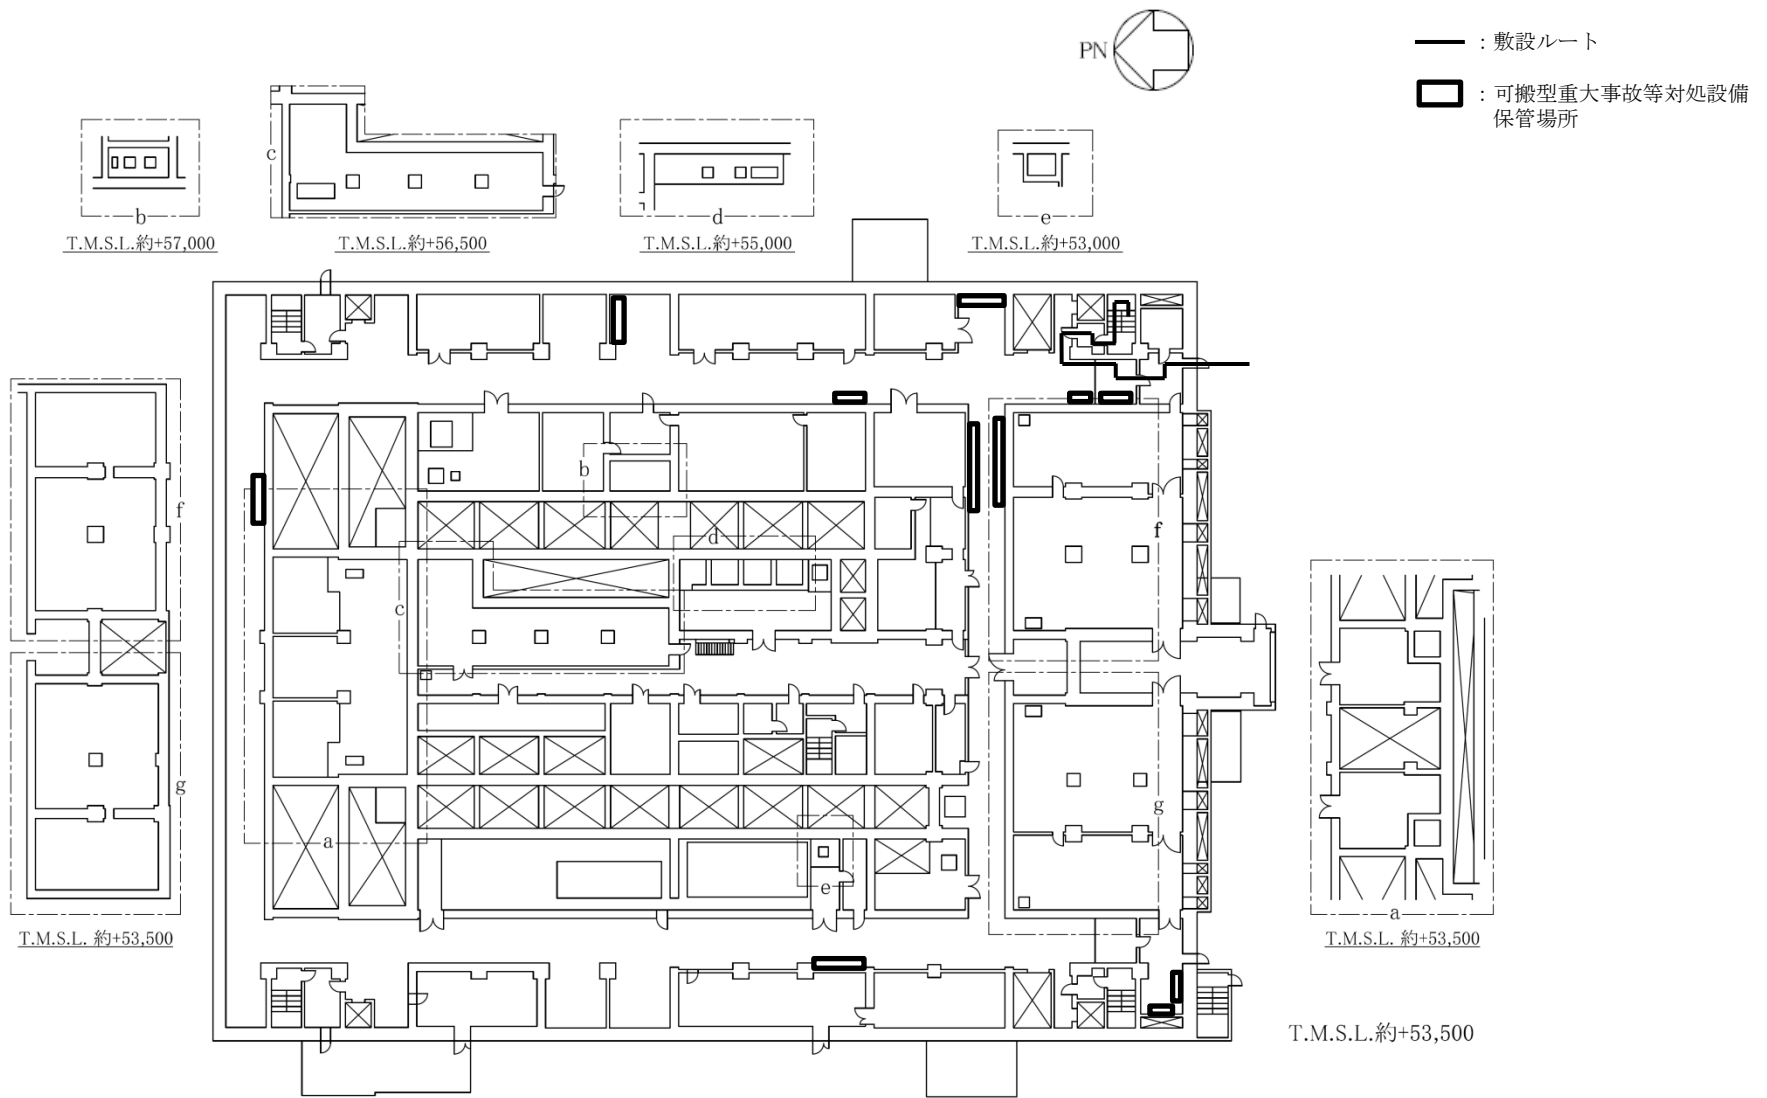 PN
: 敷設ルート
: 可搬型重大事故等対処設備
保管場所
b
T.M.S.L.約+57,000
c
T.M.S.L.約+56,500
d
T.M.S.L.約+55,000
e
T.M.S.L.約+53,000
f
g
T.M.S.L. 約+53,500
b
d
c
a
e
f
g
a
T.M.S.L. 約+53,500
T.M.S.L.約+53,500